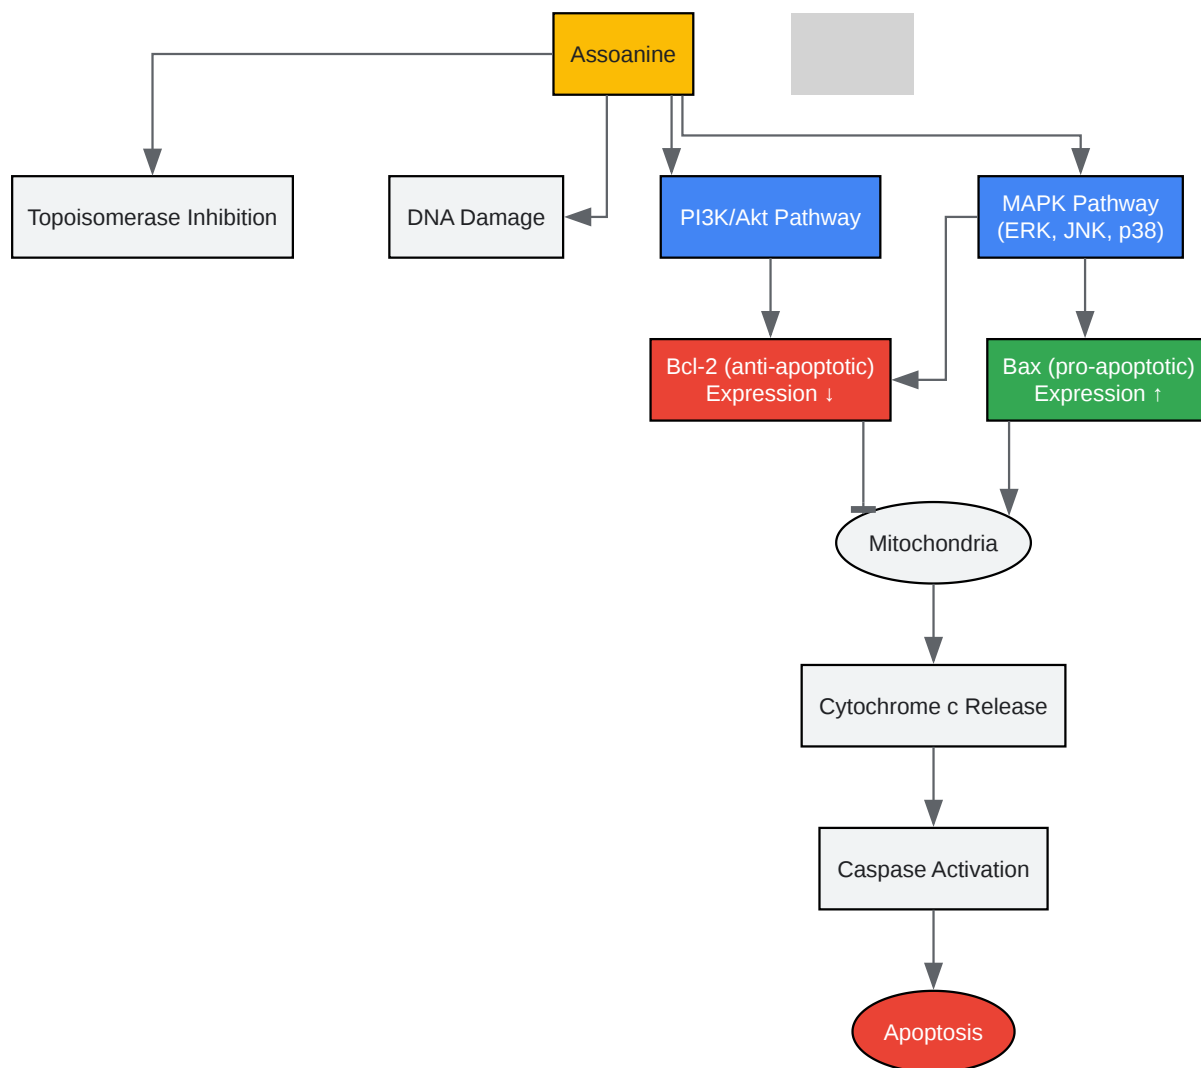 Assoanine
Topoisomerase Inhibition
DNA Damage
PI3K/Akt Pathway
MAPK Pathway
(ERK, JNK, p38)
Bcl-2 (anti-apoptotic)
Expression ↓
Bax (pro-apoptotic)
Expression ↑
Mitochondria
Cytochrome c Release
Caspase Activation
Apoptosis